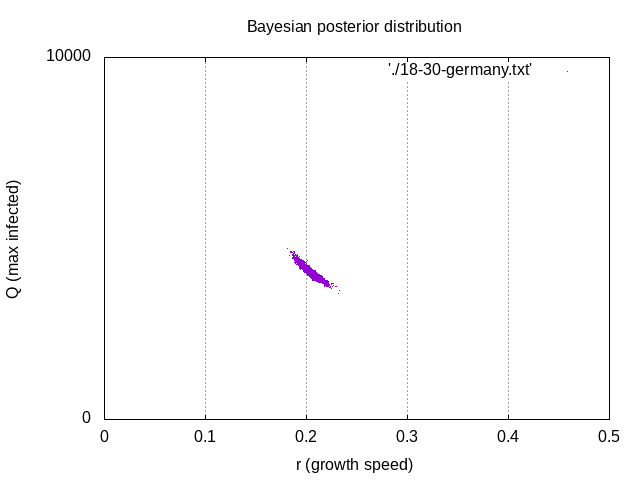 Bayesian posterior distribution
10000
'./18-30-germany.txt'
Q (max infected)
0
0 0.1 0.2 0.3 0.4 0.5
r (growth speed)